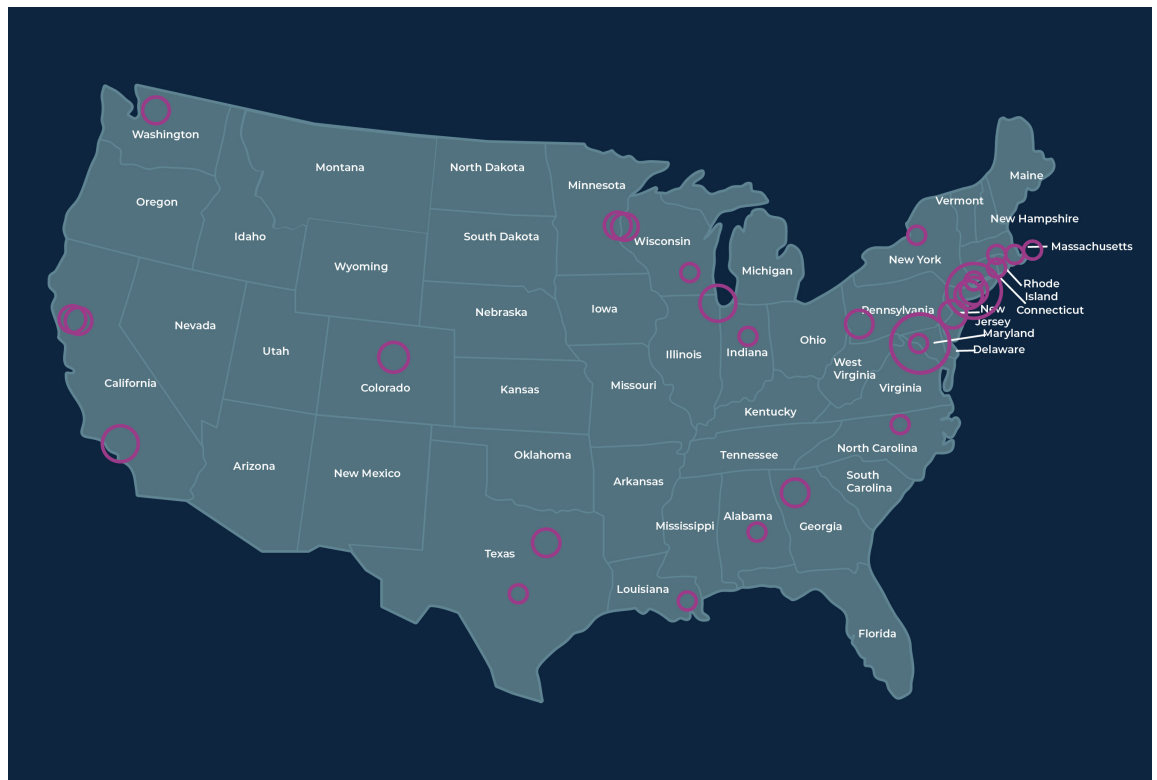 Washington
Montana
North Dakota
Minnesota
Maine
Oregon
Vermont
New Hampshire
Idaho
South Dakota
Wisconsin
Massachusetts
New York
Wyoming
Michigan
Rhode
Island
Connecticut
Nevada
Nebraska
Iowa
Pennsylvania
New
Jersey
Maryland
Delaware
Utah
Illinois
Indiana
Ohio
West
Virginia
California
Colorado
Kansas
Missouri
Virginia
Kentucky
Arizona
New Mexico
Oklahoma
Tennessee
North Carolina
Arkansas
South
Carolina
Mississippi
Alabama
Georgia
Texas
Louisiana
Florida